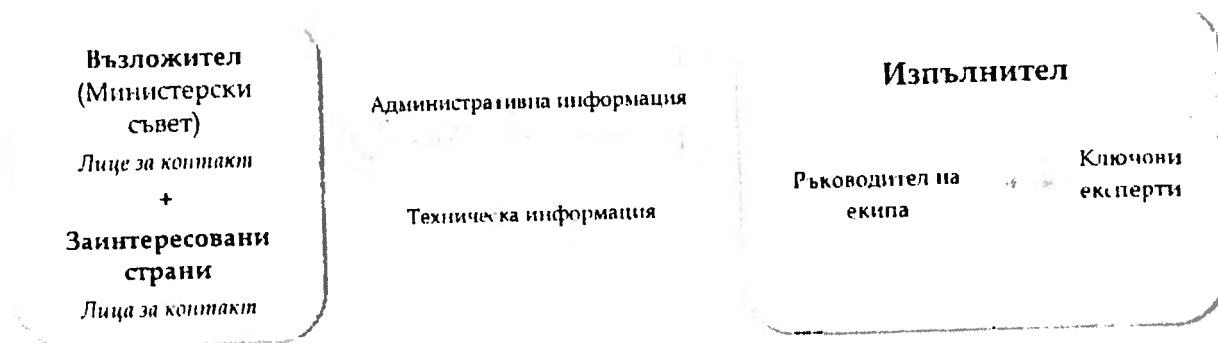 Възложител
(Министерски
съвет)
Лице за контакт
+
Заинтересовани
страни
Лица за контакт
Административна информация
Техническа информация
Изпълнител
Ръководител на
екипа
Ключови
експерти